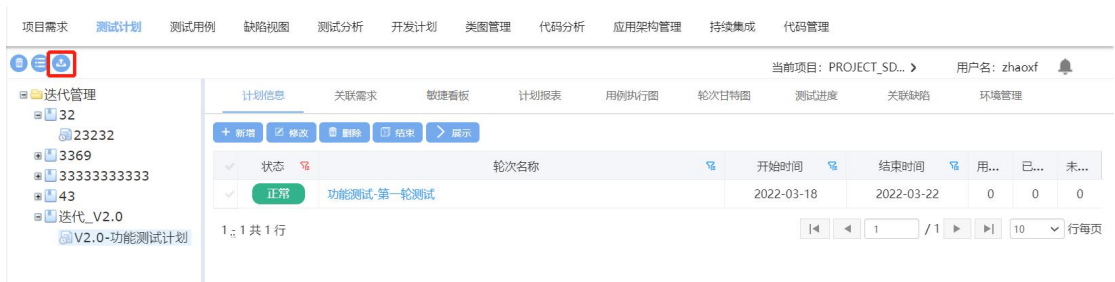 项目需求 测试计划 测试用例 缺陷视图 测试分析 开发计划 类图管理 代码分析 应用架构管理 持续集成 代码管理
当前项目：PROJECT_SD... 用户名：zhaoxf
迭代管理
32
23232
3369
33333333333
43
迭代_V2.0
V2.0-功能测试计划
计划信息 关联需求 敏捷看板 计划报表 用例执行图 轮次甘特图 测试进度 关联缺陷 环境管理
新增 修改 删除 结束 展示
状态 轮次名称 开始时间 结束时间 用... 已... 未...
正常 功能测试-第一轮测试 2022-03-18 2022-03-22 0 0 0
1 - 1 共 1 行 1 / 1 10 行每页